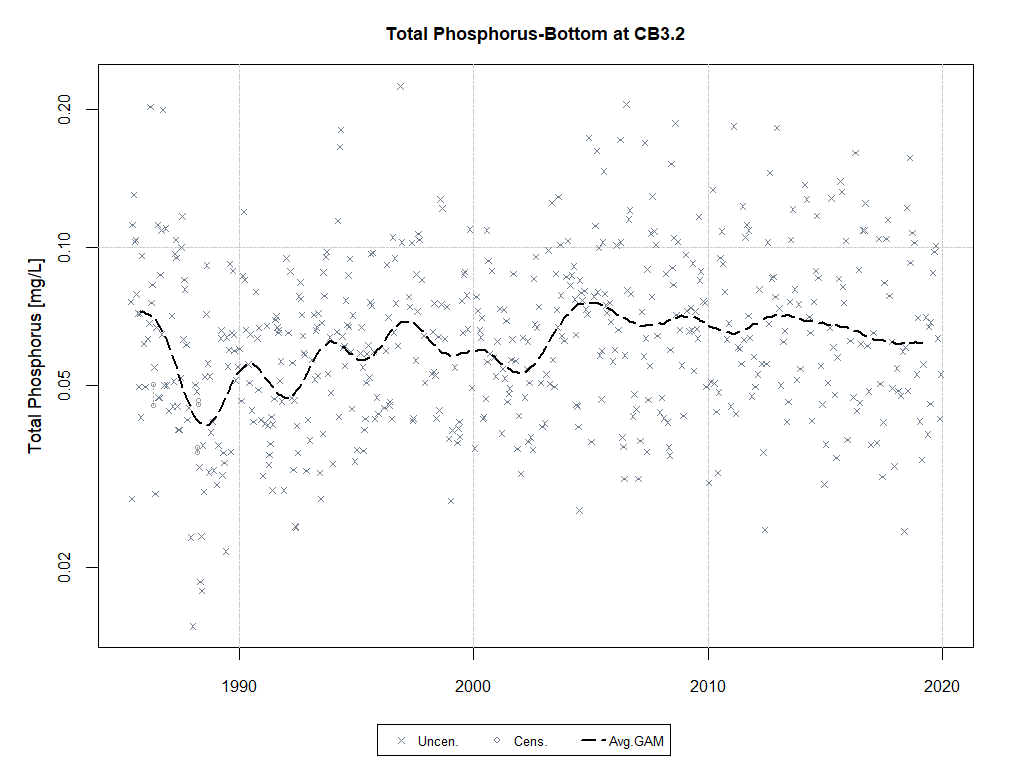 Total Phosphorus-Bottom at CB3.2
Total Phosphorus [mg/L]
0.20
0.10
0.05
0.02
1990 2000 2010 2020
Uncen. Cens. Avg.GAM